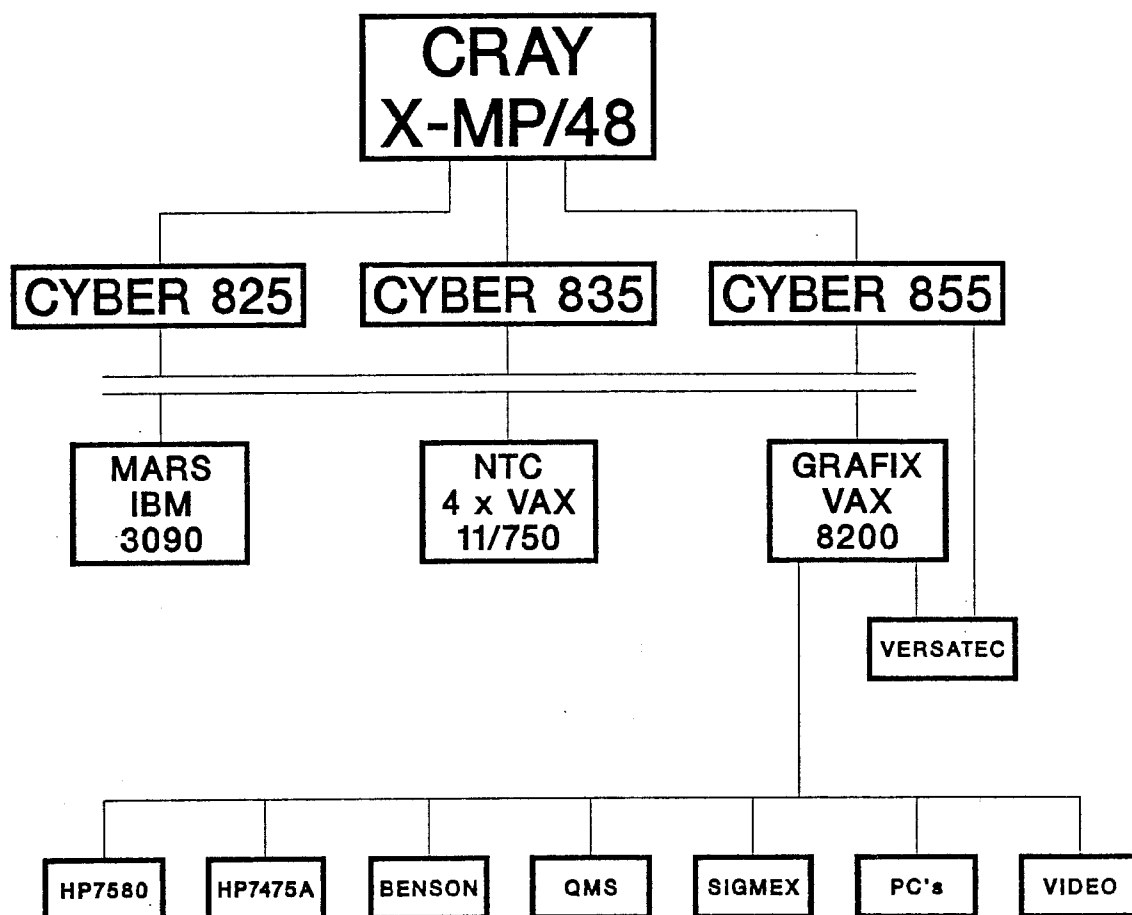 CRAY
X-MP/48
CYBER 825
CYBER 835
CYBER 855
MARS
IBM
3090
NTC
4 x VAX
11/750
GRAFIX
VAX
8200
VERSATEC
HP7580
HP7475A
BENSON
QMS
SIGMEX
PC's
VIDEO